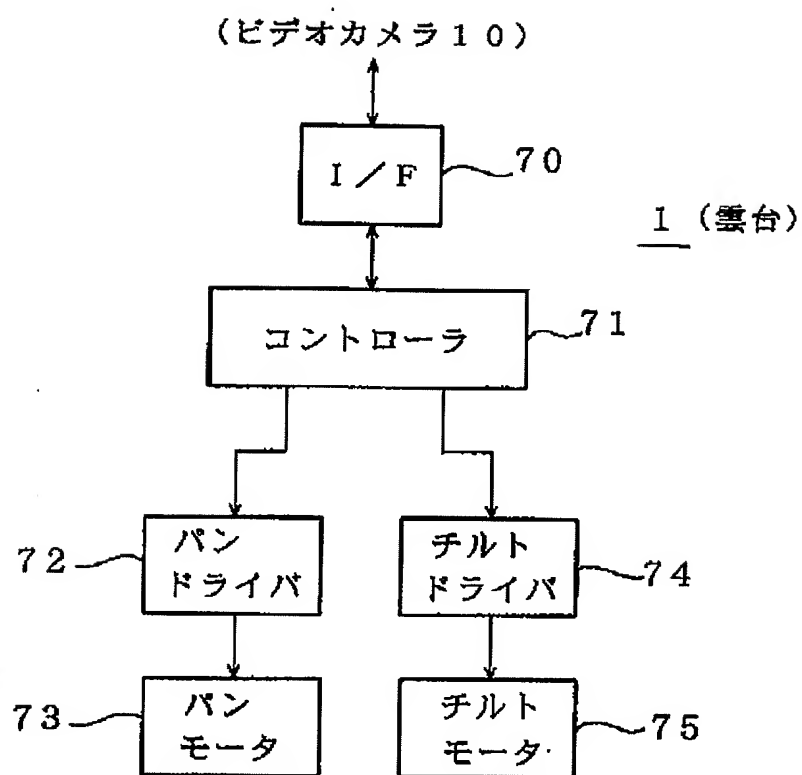 (ビデオカメラ10)
I/F
70
1 (雲台)
コントローラ
71
72
パン
ドライバ
チルト
ドライバ
74
73
パン
モータ
チルト
モータ
75